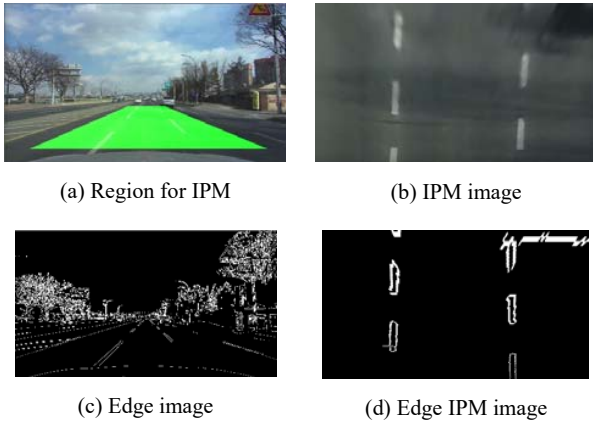 (a) Region for IPM
(b) IPM image
(c) Edge image
(d) Edge IPM image